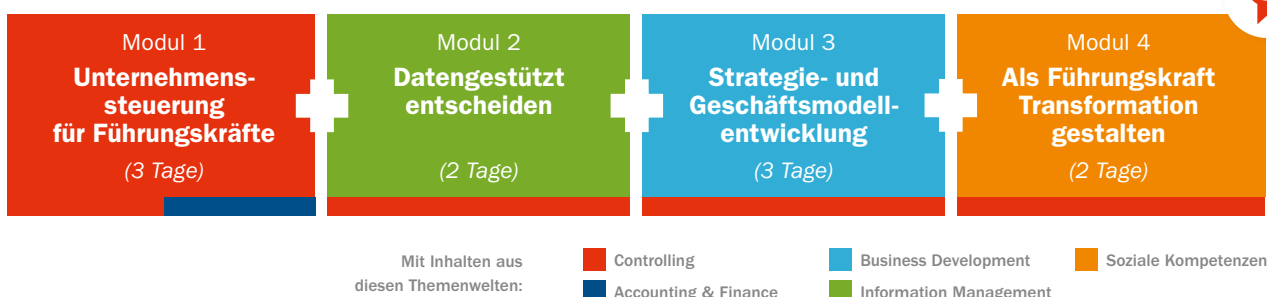 Modul 1
Unternehmens-
steuerung
für Führungskräfte
(3 Tage)
Modul 2
Datengestützt
entscheiden
(2 Tage)
Modul 3
Strategie- und
Geschäftsmodell-
entwicklung
(3 Tage)
Modul 4
Als Führungskraft
Transformation
gestalten
(2 Tage)
Mit Inhalten aus
diesen Themenwelten:
Controlling
Accounting & Finance
Business Development
Information Management
Soziale Kompetenzen